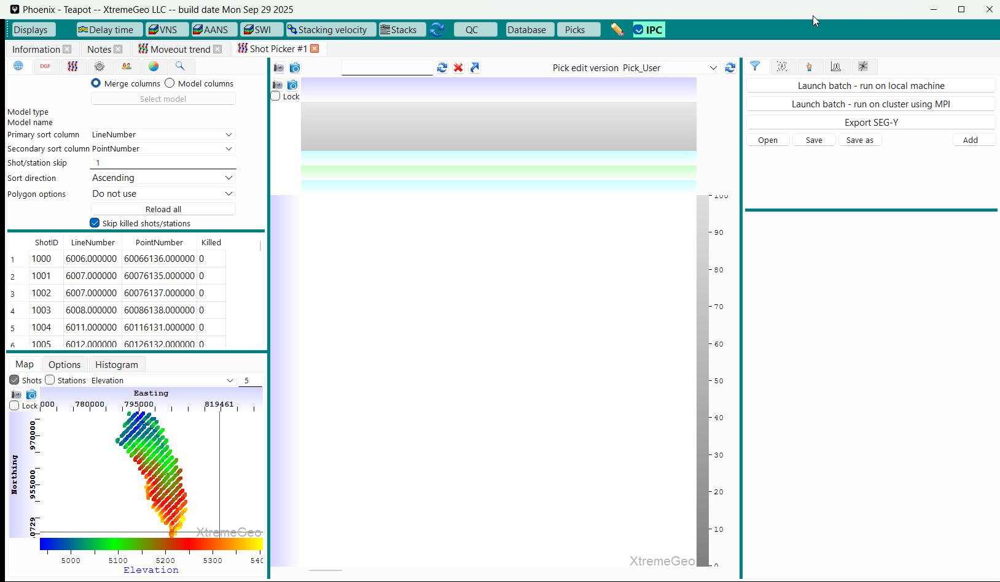 Phoenix - Teapot -- XtremeGeo LLC -- build date Mon Sep 29 2025
Displays Delay time VNS AANS SWI Stacking velocity Stacks QC Database Picks IPC
Information Notes Moveout trend Shot Picker #1
DGF
Merge columns Model columns
Select model
Model type
Model name
Primary sort column LineNumber
Secondary sort column PointNumber
Shot/station skip 1
Sort direction Ascending
Polygon options Do not use
Reload all
Skip killed shots/stations
ShotID LineNumber PointNumber Killed
1 1000 6006.000000 60066136.000000 0
2 1001 6007.000000 60076135.000000 0
3 1002 6007.000000 60076137.000000 0
4 1003 6008.000000 60086138.000000 0
5 1004 6011.000000 60116131.000000 0
6 1005 6012.000000 60126132.000000 0
Map Options Histogram
Shots Stations Elevation 5
Lock
Easting
000 780000 795000 819461
Northing
970000
955000
0729
XtremeGeo
5000 5100 5200 5300 540
Elevation
Pick edit version Pick_User
Lock
100
90
80
70
60
50
40
30
20
10
0
XtremeGeo
Launch batch - run on local machine
Launch batch - run on cluster using MPI
Export SEG-Y
Open Save Save as Add